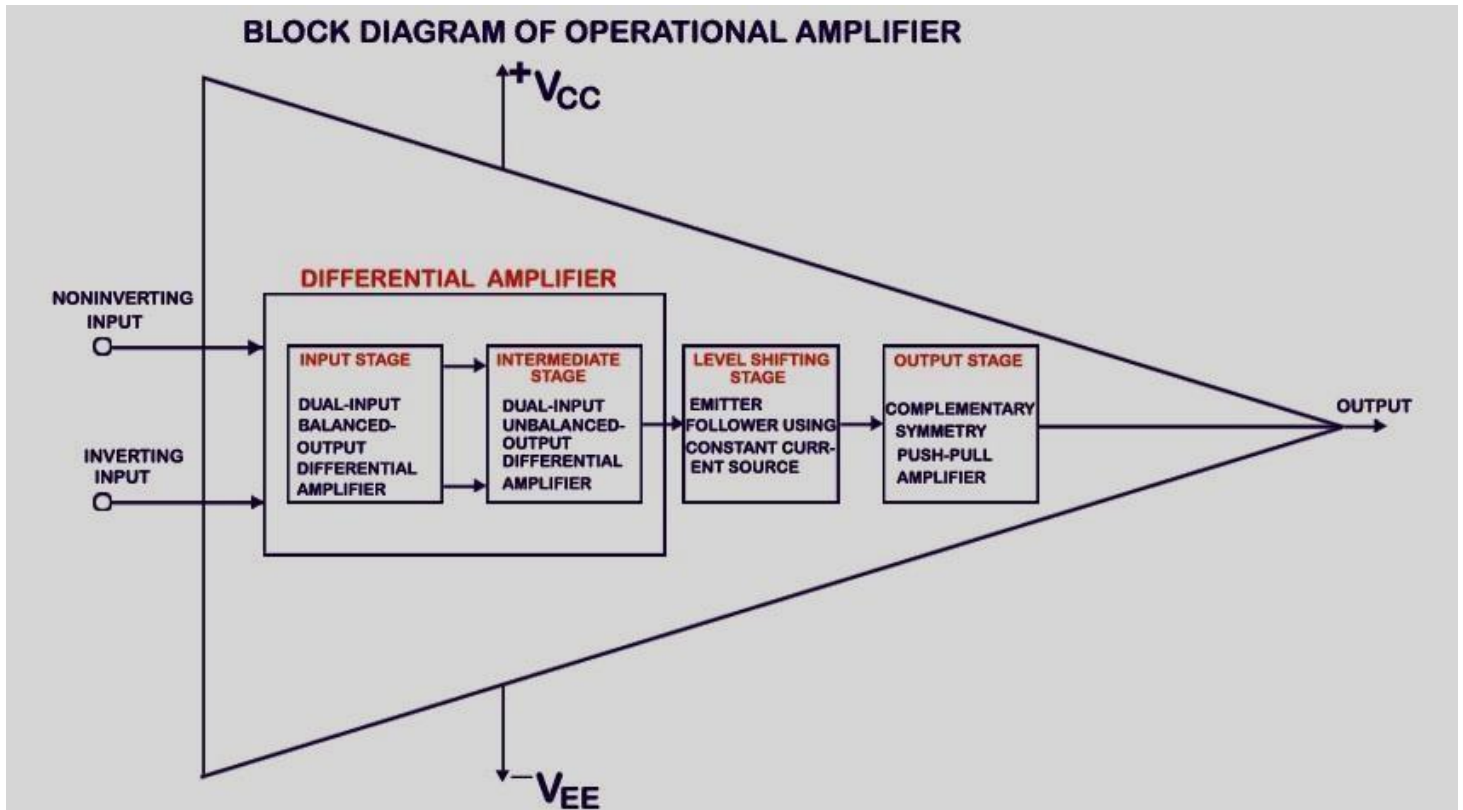 BLOCK DIAGRAM OF OPERATIONAL AMPLIFIER
+VCC
DIFFERENTIAL AMPLIFIER
NONINVERTING
INPUT
INVERTING
INPUT
INPUT STAGE
DUAL-INPUT
BALANCED-
OUTPUT
DIFFERENTIAL
AMPLIFIER
INTERMEDIATE
STAGE
DUAL-INPUT
UNBALANCED-
OUTPUT
DIFFERENTIAL
AMPLIFIER
LEVEL SHIFTING
STAGE
EMITTER
FOLLOWER USING
CONSTANT CURR-
ENT SOURCE
OUTPUT STAGE
COMPLEMENTARY
SYMMETRY
PUSH-PULL
AMPLIFIER
OUTPUT
-VEE